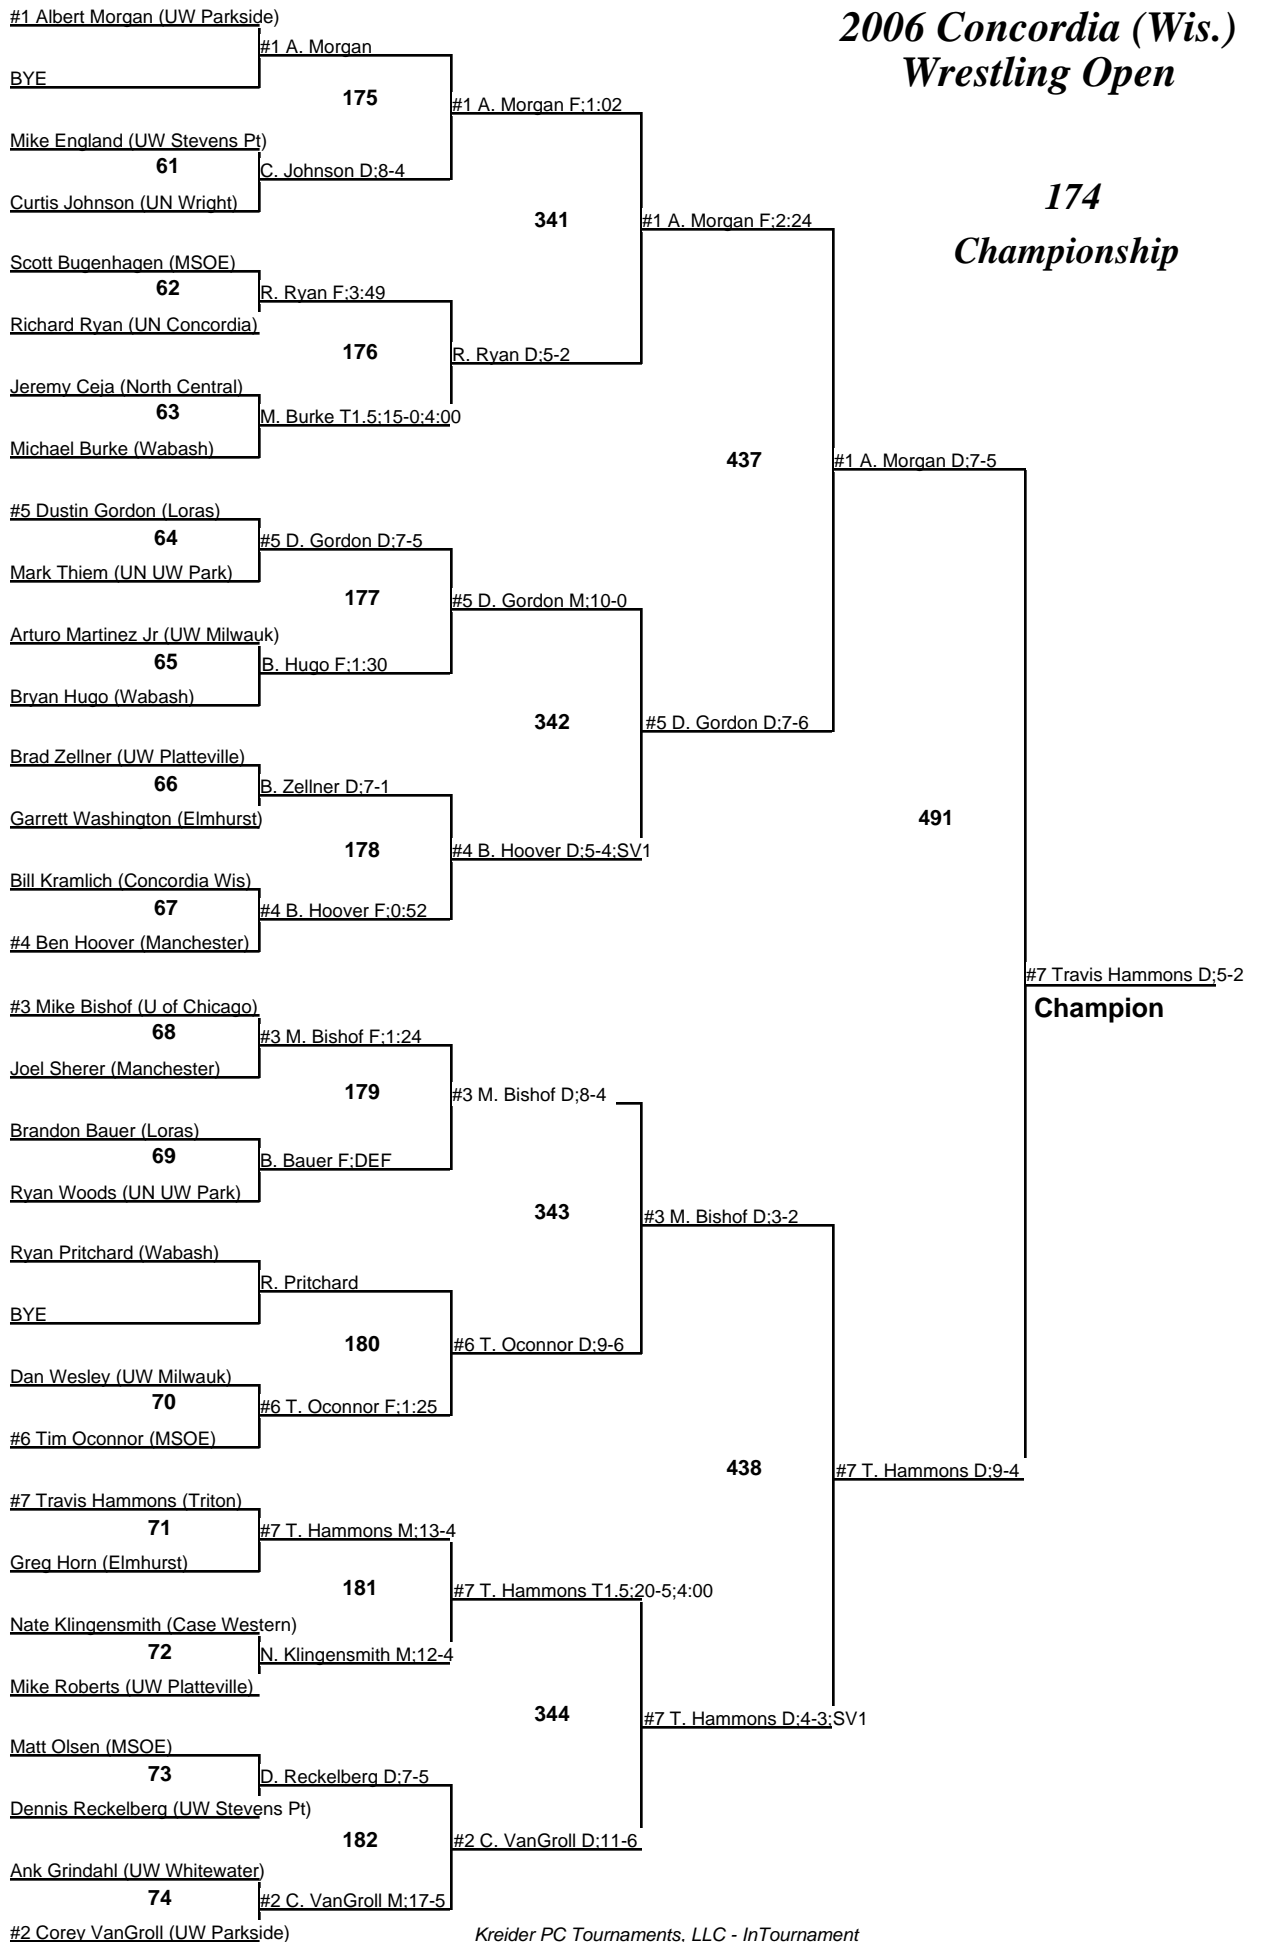 2006 Concordia (Wis.)
Wrestling Open
174
Championship
#1 Albert Morgan (UW Parkside)
#1 A. Morgan
BYE
175
#1 A. Morgan F;1:02
Mike England (UW Stevens Pt)
61
C. Johnson D;8-4
Curtis Johnson (UN Wright)
341
#1 A. Morgan F;2:24
Scott Bugenhagen (MSOE)
62
R. Ryan F;3:49
Richard Ryan (UN Concordia)
176
R. Ryan D;5-2
Jeremy Ceja (North Central)
63
M. Burke T1.5;15-0;4:00
Michael Burke (Wabash)
437
#1 A. Morgan D;7-5
#5 Dustin Gordon (Loras)
64
#5 D. Gordon D;7-5
Mark Thiem (UN UW Park)
177
#5 D. Gordon M;10-0
Arturo Martinez Jr (UW Milwauk)
65
B. Hugo F;1:30
Bryan Hugo (Wabash)
342
#5 D. Gordon D;7-6
Brad Zellner (UW Platteville)
66
B. Zellner D;7-1
Garrett Washington (Elmhurst)
491
178
#4 B. Hoover D;5-4;SV1
Bill Kramlich (Concordia Wis)
67
#4 B. Hoover F;0:52
#4 Ben Hoover (Manchester)
#7 Travis Hammons D;5-2
Champion
#3 Mike Bishof (U of Chicago)
68
#3 M. Bishof F;1:24
Joel Sherer (Manchester)
179
#3 M. Bishof D;8-4
Brandon Bauer (Loras)
69
B. Bauer F;DEF
Ryan Woods (UN UW Park)
343
#3 M. Bishof D;3-2
Ryan Pritchard (Wabash)
R. Pritchard
BYE
180
#6 T. Oconnor D;9-6
Dan Wesley (UW Milwauk)
70
#6 T. Oconnor F;1:25
#6 Tim Oconnor (MSOE)
438
#7 T. Hammons D;9-4
#7 Travis Hammons (Triton)
71
#7 T. Hammons M;13-4
Greg Horn (Elmhurst)
181
#7 T. Hammons T1.5;20-5;4:00
Nate Klingensmith (Case Western)
72
N. Klingensmith M;12-4
Mike Roberts (UW Platteville)
344
#7 T. Hammons D;4-3;SV1
Matt Olsen (MSOE)
73
D. Reckelberg D;7-5
Dennis Reckelberg (UW Stevens Pt)
182
#2 C. VanGroll D;11-6
Ank Grindahl (UW Whitewater)
74
#2 C. VanGroll M;17-5
#2 Corey VanGroll (UW Parkside)
Kreider PC Tournaments, LLC - InTournament